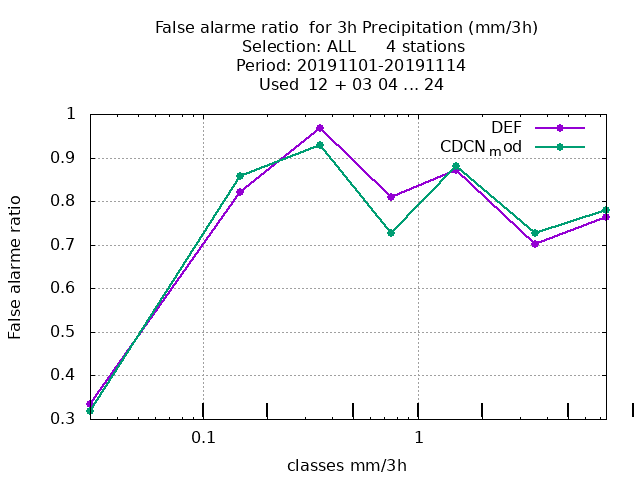 False alarme ratio  for 3h Precipitation (mm/3h)
Selection: ALL      4 stations
Period: 20191101-20191114
Used  12 + 03 04 ... 24
DEF
CDCN_mod
1
0.9
0.8
0.7
0.6
0.5
0.4
0.3
False alarme ratio
0.1
1
classes mm/3h